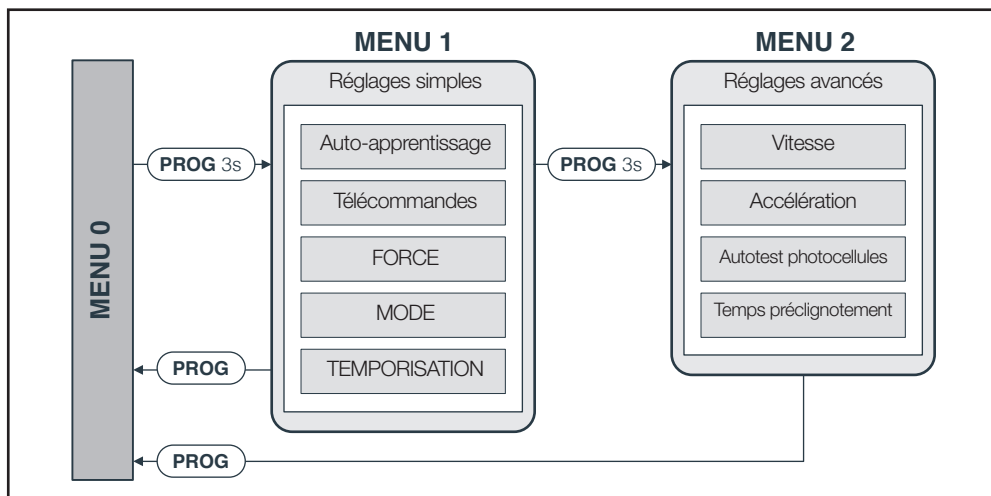 MENU 0
PROG 3s
MENU 1
Réglages simples
Auto-apprentissage
Télécommandes
FORCE
MODE
TEMPORISATION
PROG
PROG 3s
MENU 2
Réglages avancés
Vitesse
Accélération
Autotest photocellules
Temps préclignotement
PROG